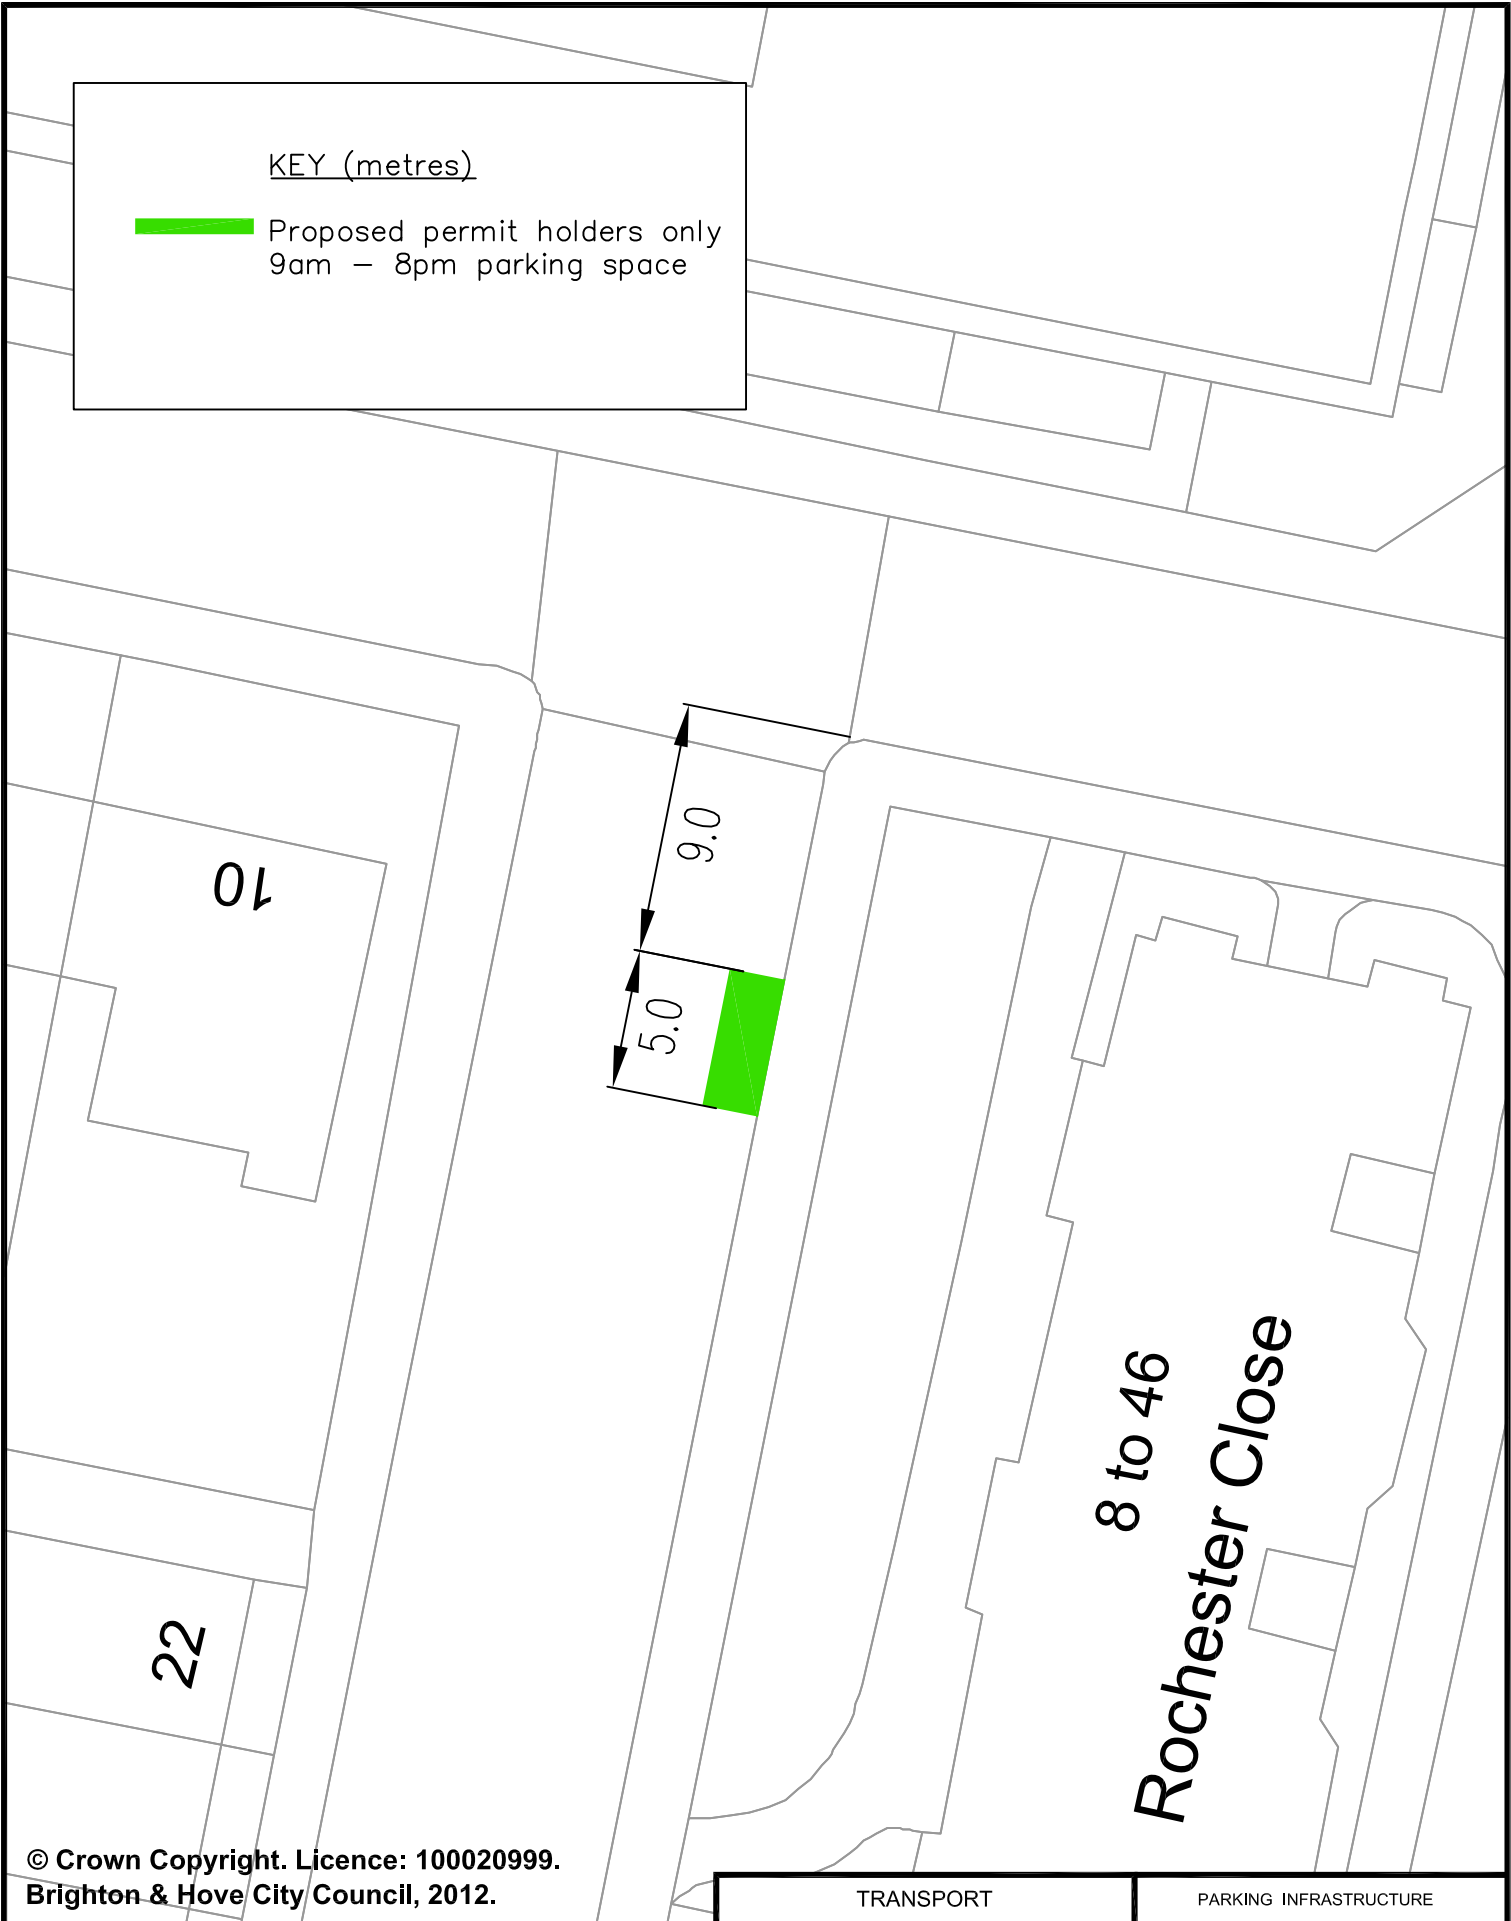 KEY (metres)
Proposed permit holders only
9am – 8pm parking space
9.0
10
5.0
8 to 46
Rochester Close
22
© Crown Copyright. Licence: 100020999.
Brighton & Hove City Council, 2012.
TRANSPORT
PARKING INFRASTRUCTURE